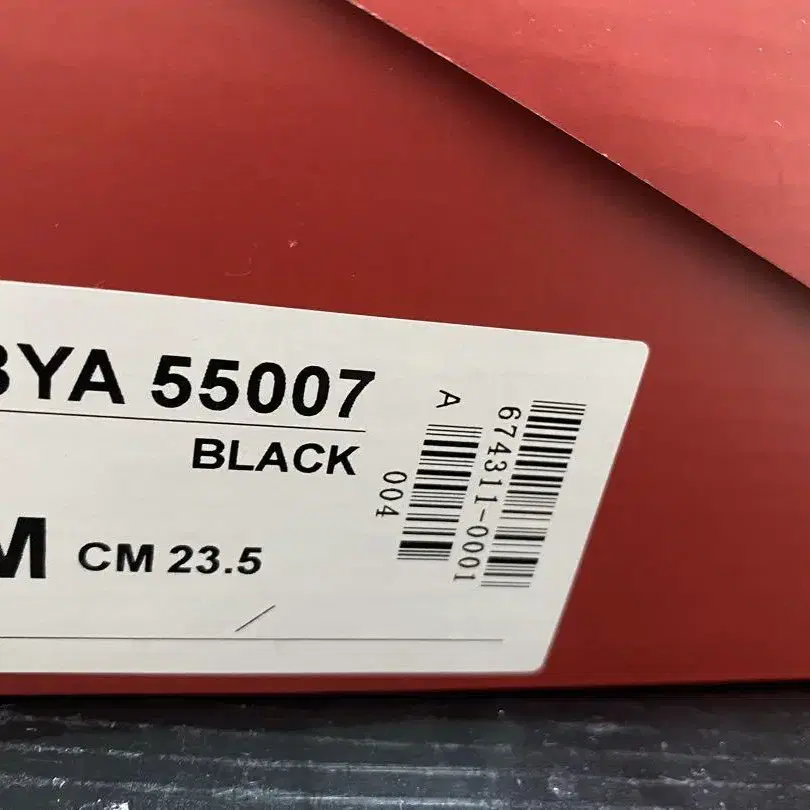 BYA 55007
BLACK
M CM 23.5
A
004
674311-0001